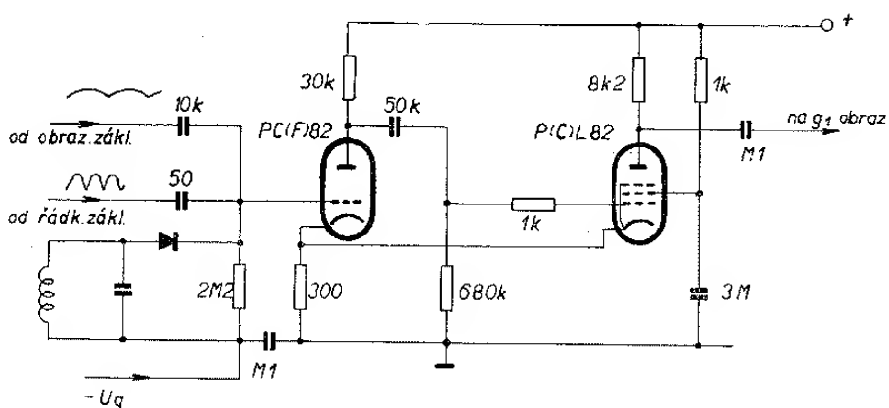 +
30k
8k2
1k
10k
50k
od obraz. zákl.
PC(F)82
P(C)L82
na g1 obraz
M1
50
od řádk. zákl.
1k
2M2
300
680k
3M
M1
- Ug